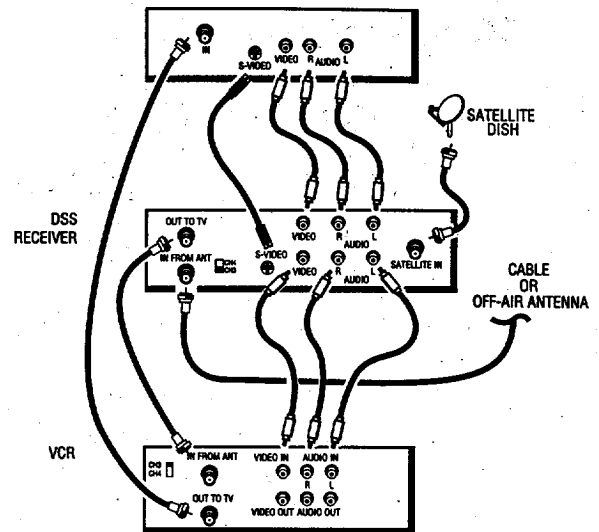 IN
S-VIDEO
VIDEO R AUDIO L
SATELLITE
DISH
DSS
RECEIVER
OUT TO TV
IN FROM ANT
CH4
CH3
S-VIDEO
VIDEO R L
AUDIO
VIDEO R L
AUDIO
SATELLITE IN
CABLE
OR
OFF-AIR ANTENNA
VCR
CH3
CH4
IN FROM ANT
OUT TO TV
VIDEO IN AUDIO IN
R L
VIDEO OUT AUDIO OUT